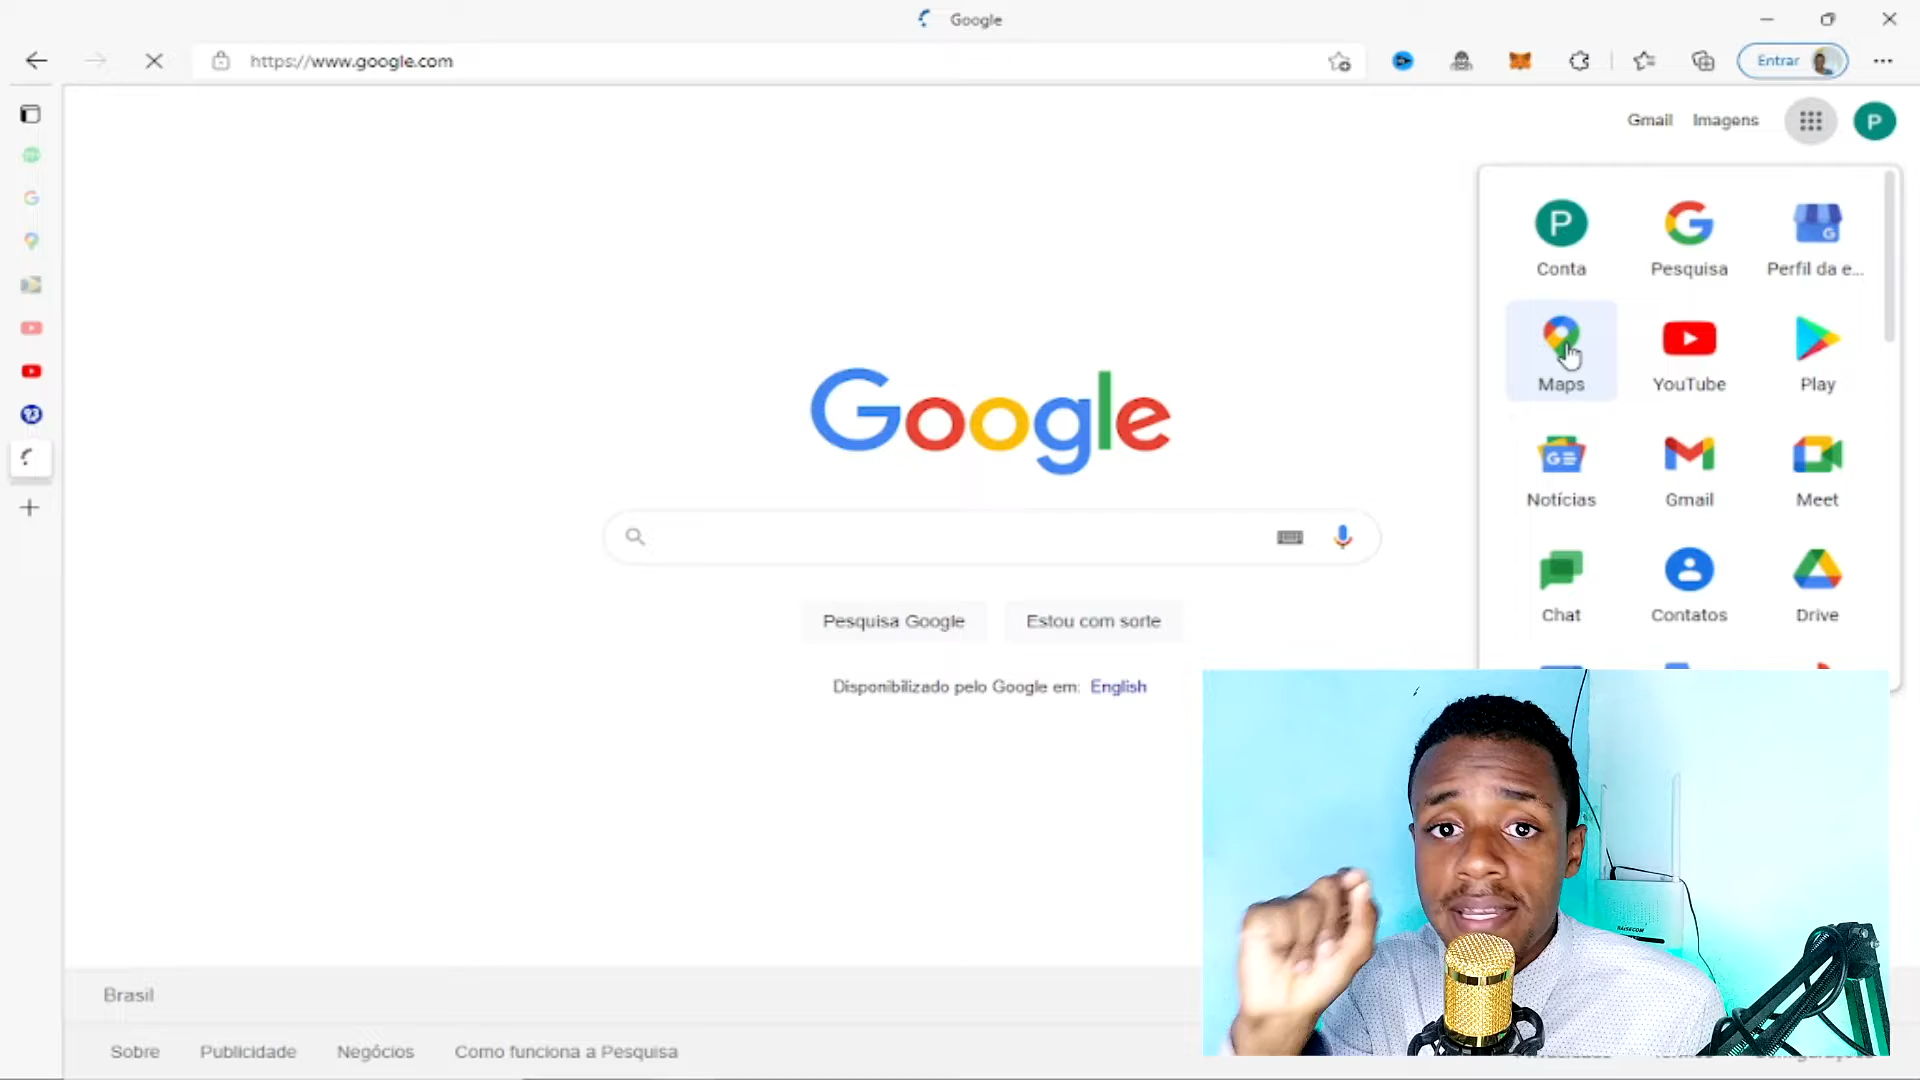 Google
https://www.google.com
Entrar
Gmail Imagens
P
P
Conta
Pesquisa
Perfil da e...
Maps
YouTube
Play
Notícias
Gmail
Meet
Chat
Contatos
Drive
Google
Pesquisa Google
Estou com sorte
Disponibilizado pelo Google em: English
RAISECOM
Brasil
Sobre
Publicidade
Negócios
Como funciona a Pesquisa